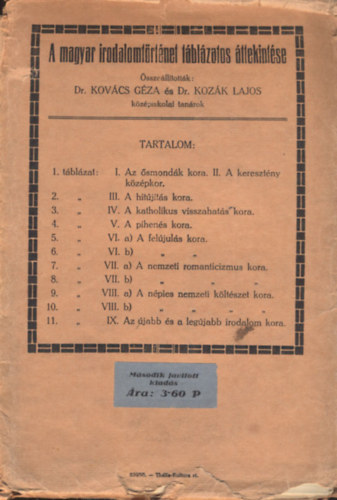 A magyar irodalomtörténet táblázatos áttekintése
Összeállították:
Dr. KOVÁCS GÉZA és Dr. KOZÁK LAJOS
középiskolai tanárok
TARTALOM:
1. táblázat: I. Az ősmondák kora. II. A keresztény
középkor.
2. „ III. A hitújítás kora.
3. „ IV. A katholikus visszahatás kora.
4. „ V. A pihenés kora.
5. „ VI. a) A felújulás kora.
6. „ VI. b) „ „
7. „ VII. a) A nemzeti romanticizmus kora.
8. „ VII. b) „ „ „
9. „ VIII. a) A népies nemzeti költészet kora.
10. „ VIII. b) „ „ „ „
11. „ IX. Az újabb és a legújabb irodalom kora.
Második javított
kiadás
Ára: 3·60 P